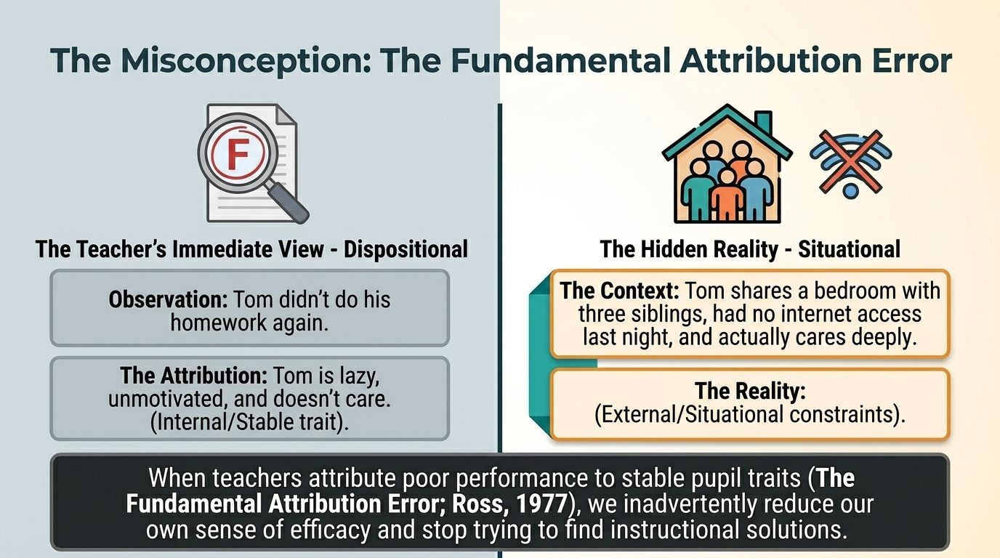 The Misconception: The Fundamental Attribution Error
F
The Teacher’s Immediate View - Dispositional
Observation: Tom didn’t do his
homework again.
The Attribution: Tom is lazy,
unmotivated, and doesn’t care.
(Internal/Stable trait).
The Hidden Reality - Situational
The Context: Tom shares a bedroom with
three siblings, had no internet access
last night, and actually cares deeply.
The Reality:
(External/Situational constraints).
When teachers attribute poor performance to stable pupil traits (The
Fundamental Attribution Error; Ross, 1977), we inadvertently reduce our
own sense of efficacy and stop trying to find instructional solutions.